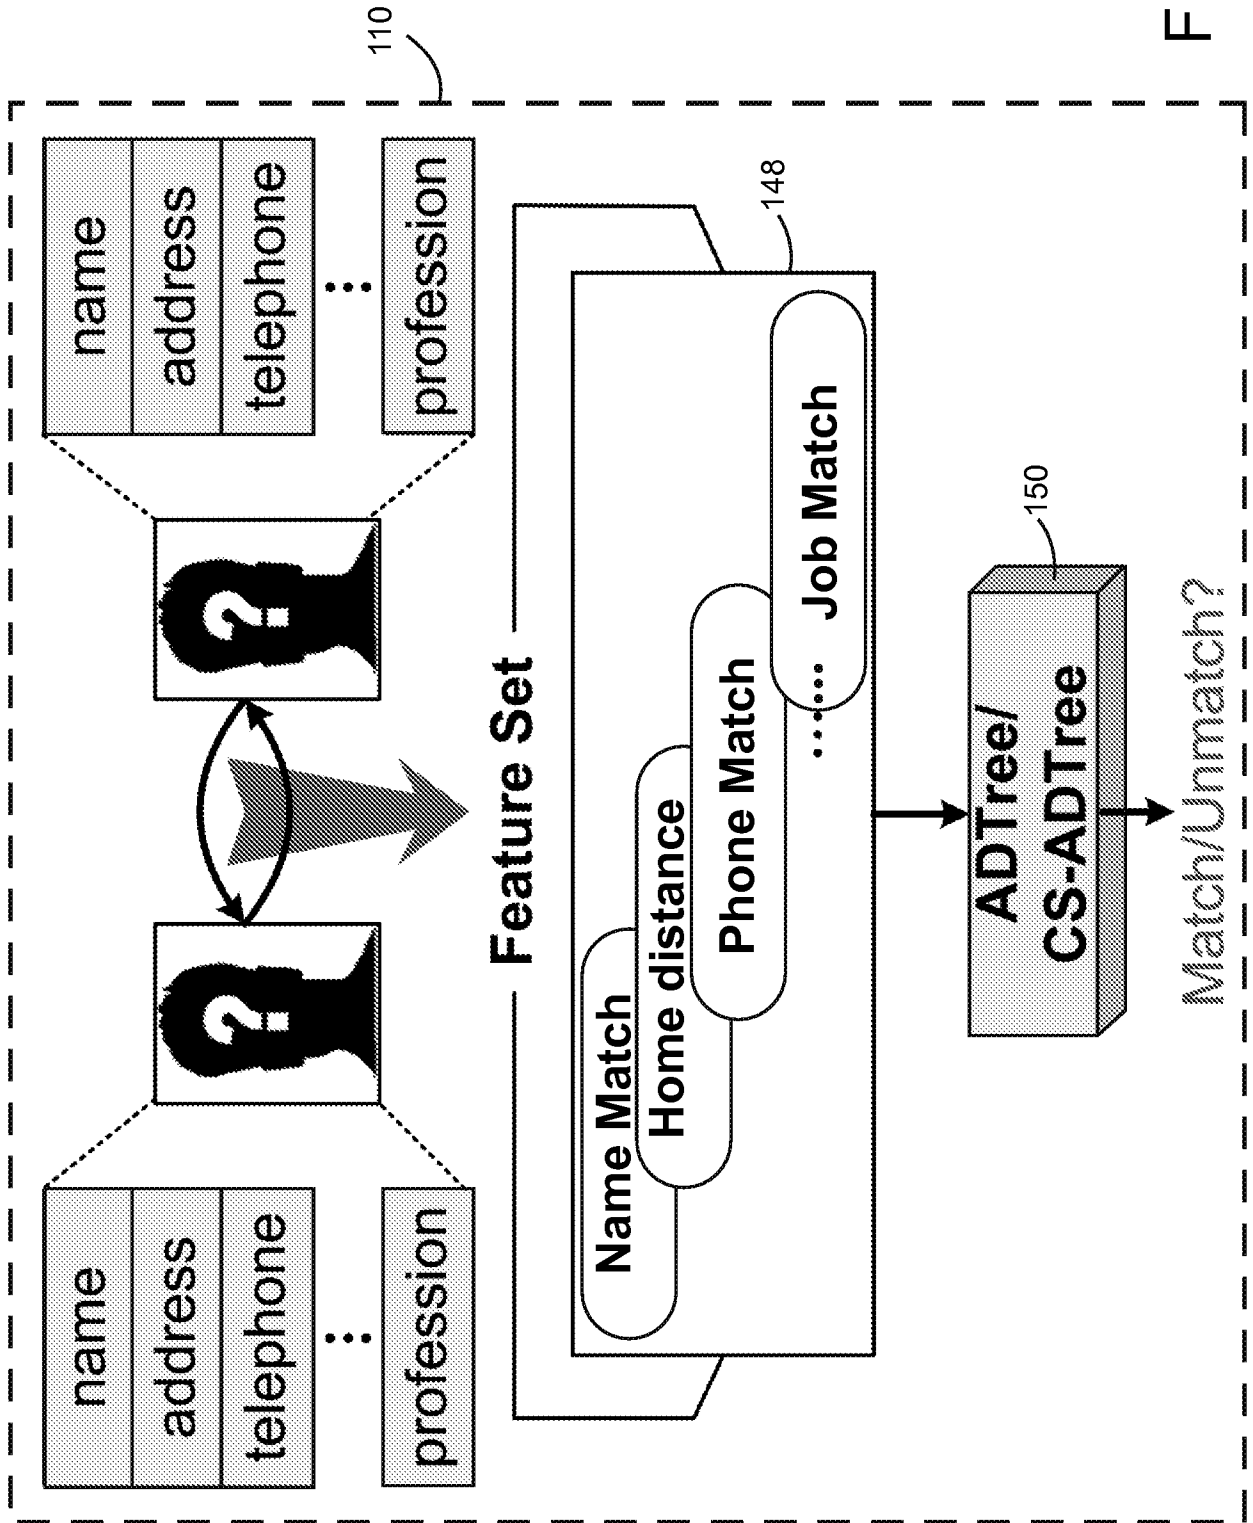 110
name
address
telephone
profession
name
address
telephone
profession
?
?
Feature Set
148
Name Match
Home distance
Phone Match
Job Match
150
ADTree/
CS-ADTree
Match/Unmatch?
F